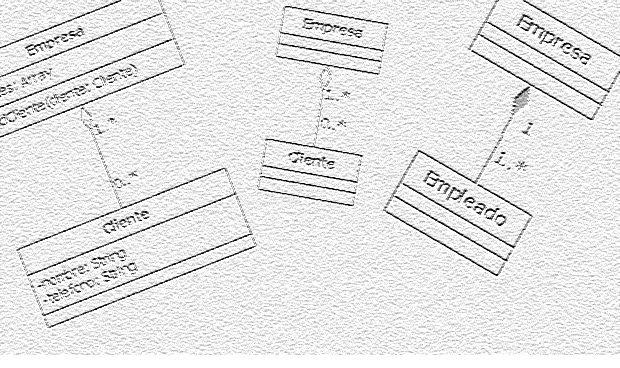 Empresa
es: Array
dCliente(cliente: Cliente)
1..*
0..*
Cliente
-nombre: String
-telefono: String
Empresa
1..*
0..*
Cliente
Empresa
1
1..*
Empleado